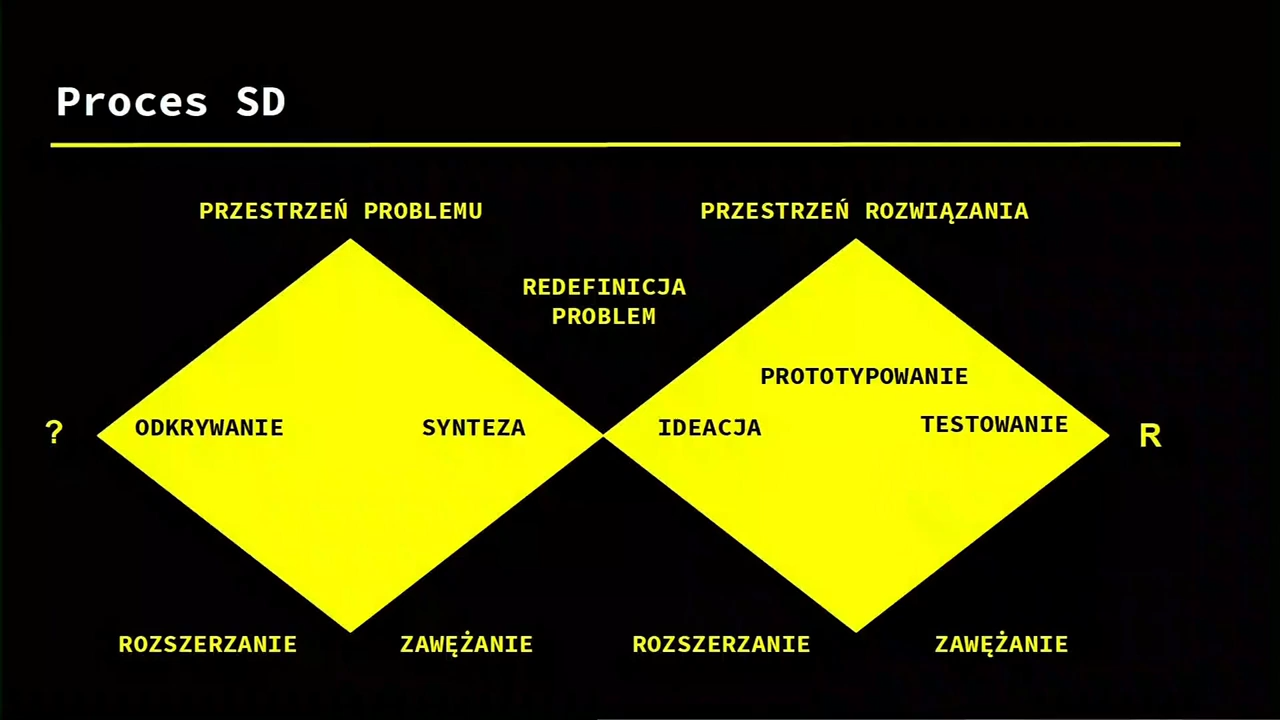 Proces SD
PRZESTRZEŃ PROBLEMU
PRZESTRZEŃ ROZWIĄZANIA
REDEFINICJA
PROBLEM
PROTOTYPOWANIE
? ODKRYWANIE SYNTEZA IDEACJA TESTOWANIE R
ROZSZERZANIE ZAWĘŻANIE ROZSZERZANIE ZAWĘŻANIE